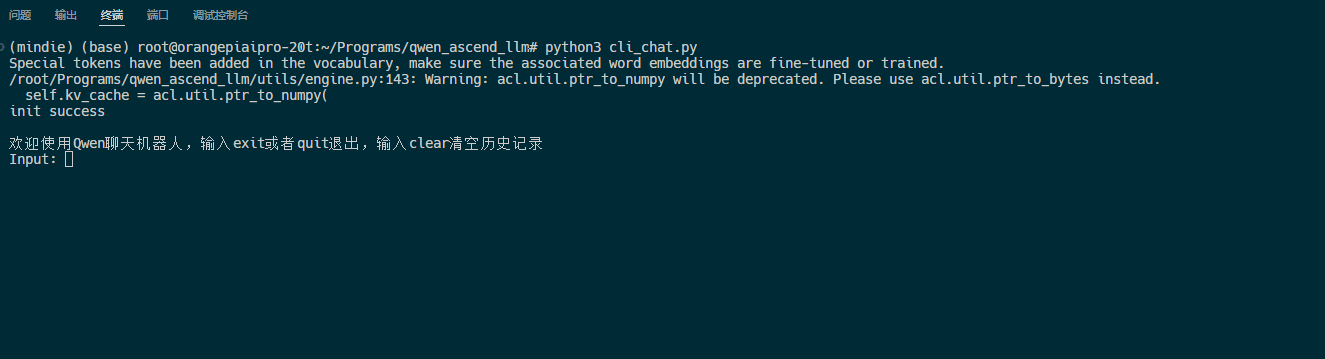 问题 输出 终端 端口 调试控制台
(mindie) (base) root@orangepiaipro-20t:~/Programs/qwen_ascend_llm# python3 cli_chat.py
Special tokens have been added in the vocabulary, make sure the associated word embeddings are fine-tuned or trained.
/root/Programs/qwen_ascend_llm/utils/engine.py:143: Warning: acl.util.ptr_to_numpy will be deprecated. Please use acl.util.ptr_to_bytes instead.
  self.kv_cache = acl.util.ptr_to_numpy(
init success
欢迎使用Qwen聊天机器人，输入exit或者quit退出，输入clear清空历史记录
Input: